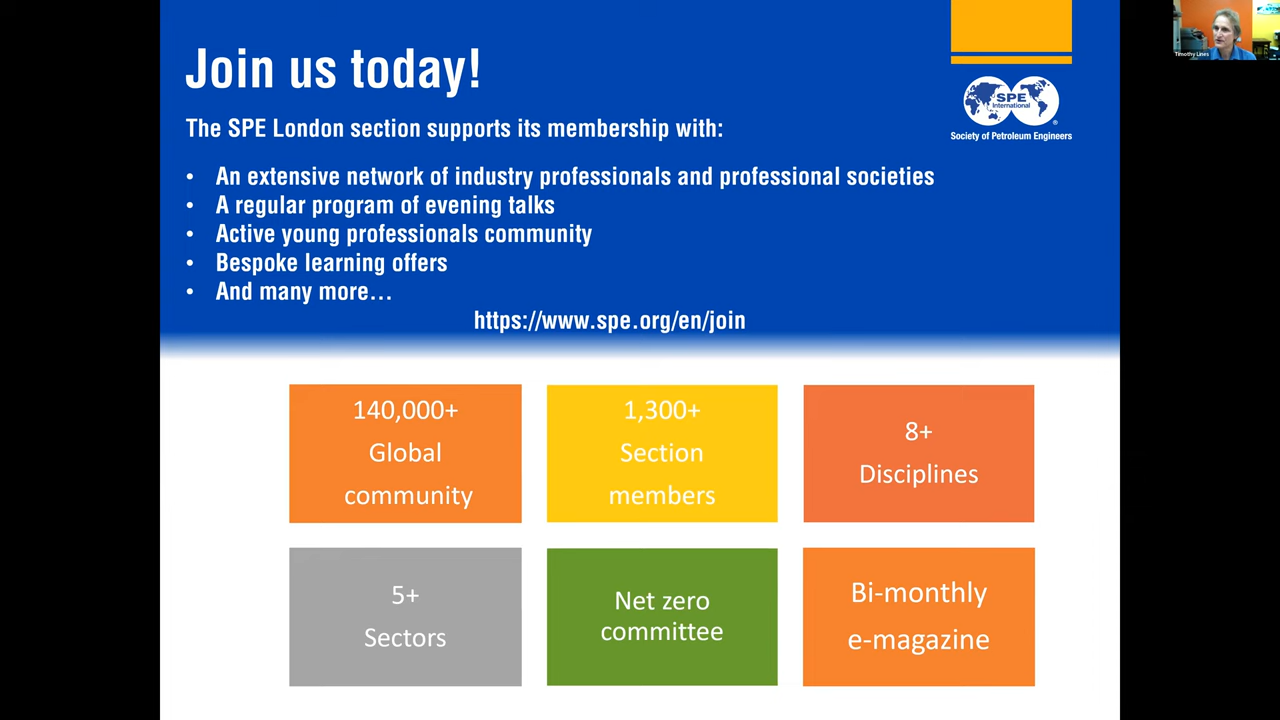 Join us today!
The SPE London section supports its membership with:
• An extensive network of industry professionals and professional societies
• A regular program of evening talks
• Active young professionals community
• Bespoke learning offers
• And many more…
https://www.spe.org/en/join
SPE
International
®
Society of Petroleum Engineers
Timothy Lines
140,000+
Global
community
1,300+
Section
members
8+
Disciplines
5+
Sectors
Net zero
committee
Bi-monthly
e-magazine